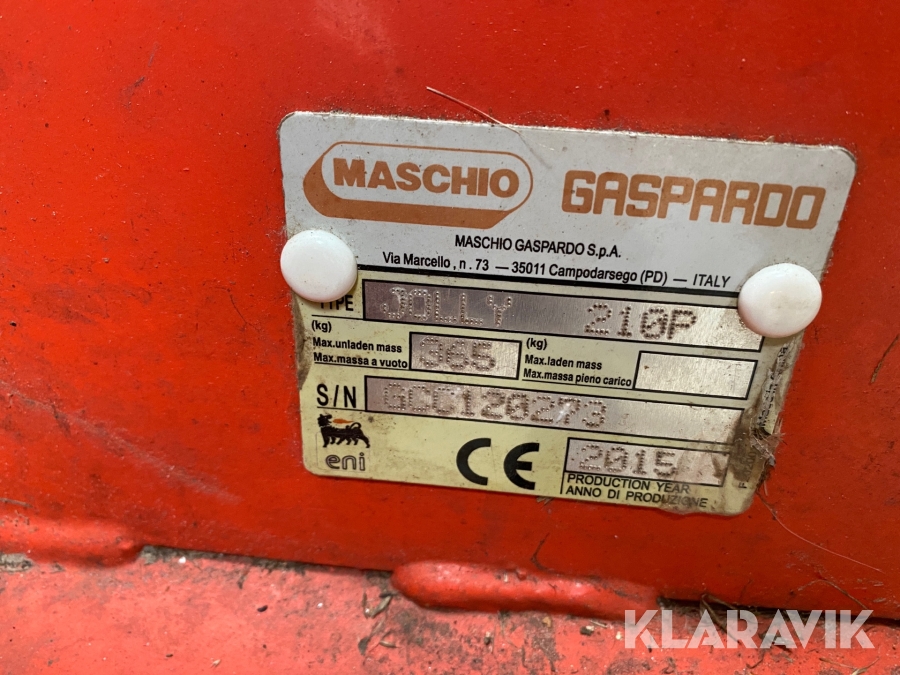 MASCHIO GASPARDO
MASCHIO GASPARDO S.p.A.
Via Marcello , n . 73 — 35011 Campodarsego (PD) — ITALY
TYPE JOLLY 210P
(kg) Max.unladen mass Max.massa a vuoto 365
(kg) Max.laden mass Max.massa pieno carico
S/N GCC120273
eni CE 2015
PRODUCTION YEAR
ANNO DI PRODUZIONE
KLARAVIK